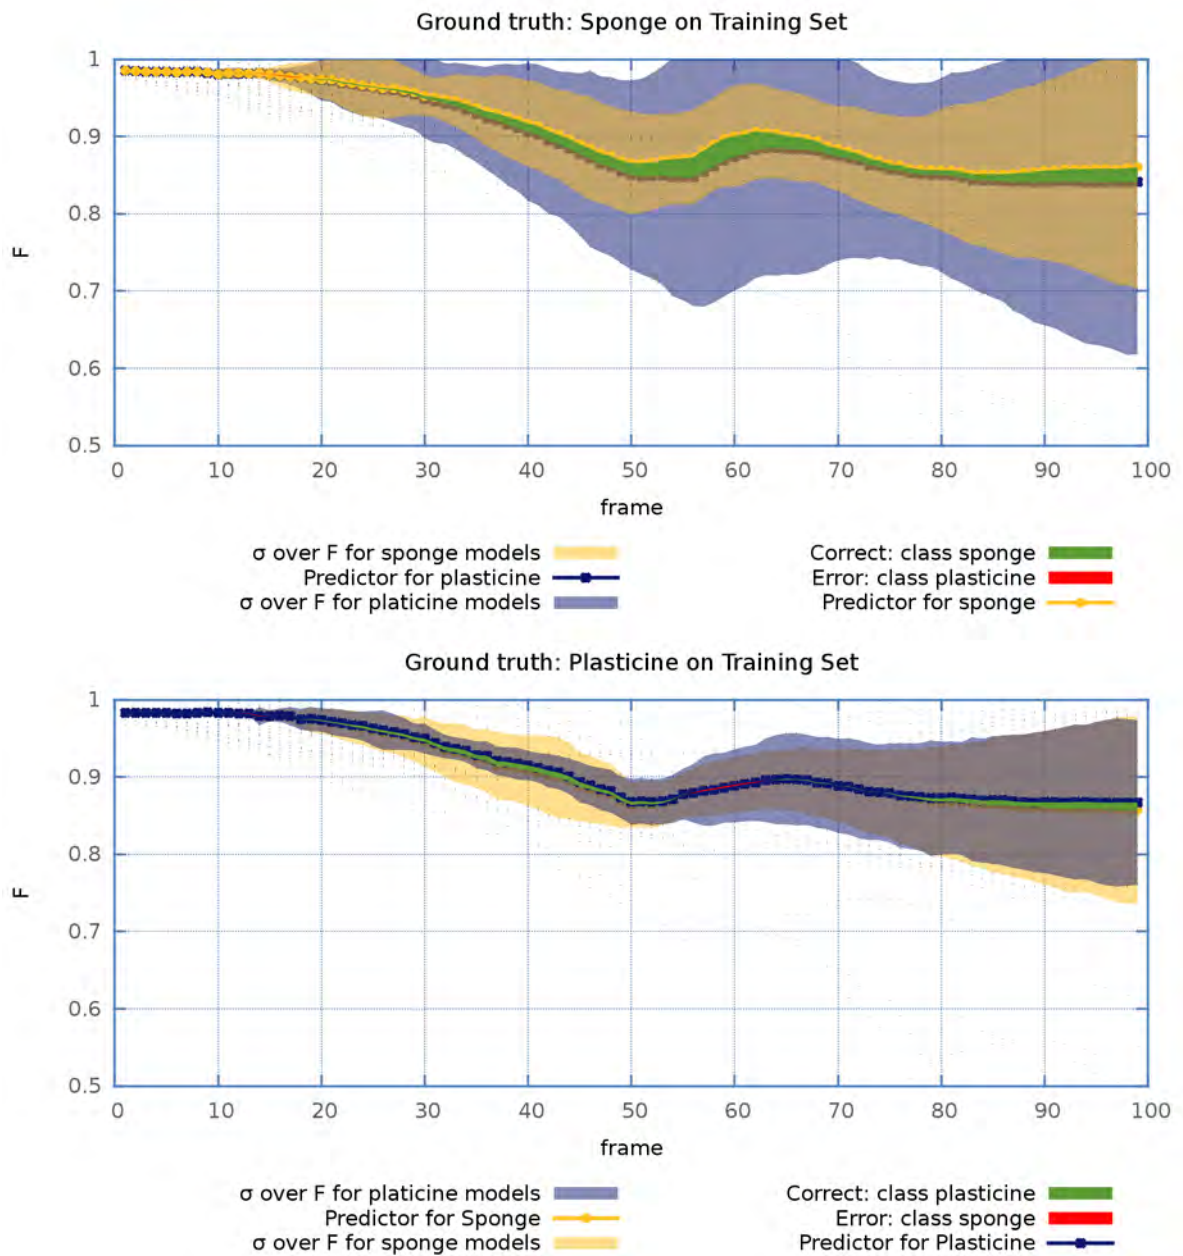 Ground truth: Sponge on Training Set
1
0.9
0.8
0.7
0.6
0.5
F
0 10 20 30 40 50 60 70 80 90 100
frame
σ over F for sponge models
Predictor for plasticine
σ over F for platicine models
Correct: class sponge
Error: class plasticine
Predictor for sponge
Ground truth: Plasticine on Training Set
1
0.9
0.8
0.7
0.6
0.5
F
0 10 20 30 40 50 60 70 80 90 100
frame
σ over F for platicine models
Predictor for Sponge
σ over F for sponge models
Correct: class plasticine
Error: class sponge
Predictor for Plasticine